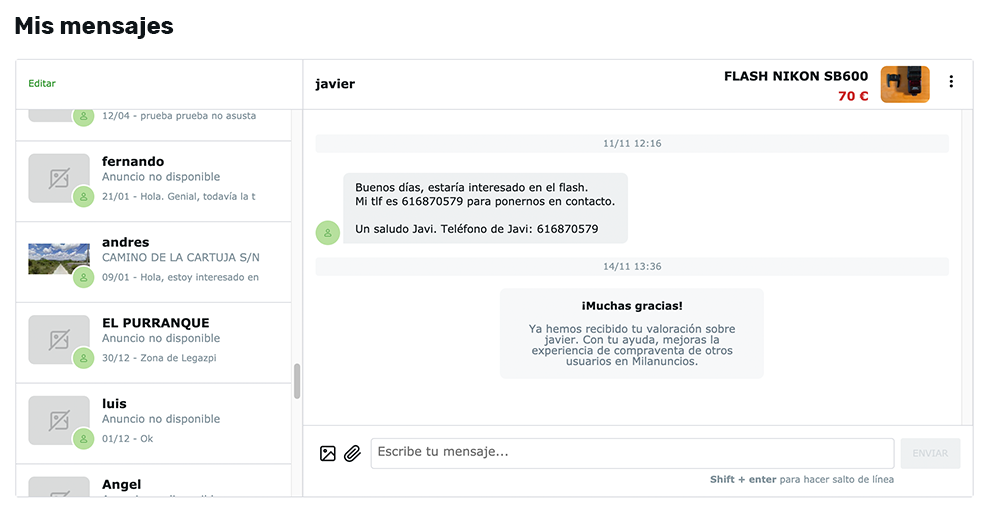 Mis mensajes
Editar
12/04 - prueba prueba no asusta
fernando
Anuncio no disponible
21/01 - Hola. Genial, todavía la t
andres
CAMINO DE LA CARTUJA S/N
09/01 - Hola, estoy interesado en
EL PURRANQUE
Anuncio no disponible
30/12 - Zona de Legazpi
luis
Anuncio no disponible
01/12 - Ok
Angel
javier
FLASH NIKON SB600
70 €
11/11 12:16
Buenos días, estaría interesado en el flash.
Mi tlf es 616870579 para ponernos en contacto.
Un saludo Javi. Teléfono de Javi: 616870579
14/11 13:36
¡Muchas gracias!
Ya hemos recibido tu valoración sobre
javier. Con tu ayuda, mejoras la
experiencia de compraventa de otros
usuarios en Milanuncios.
Escribe tu mensaje...
ENVIAR
Shift + enter para hacer salto de línea